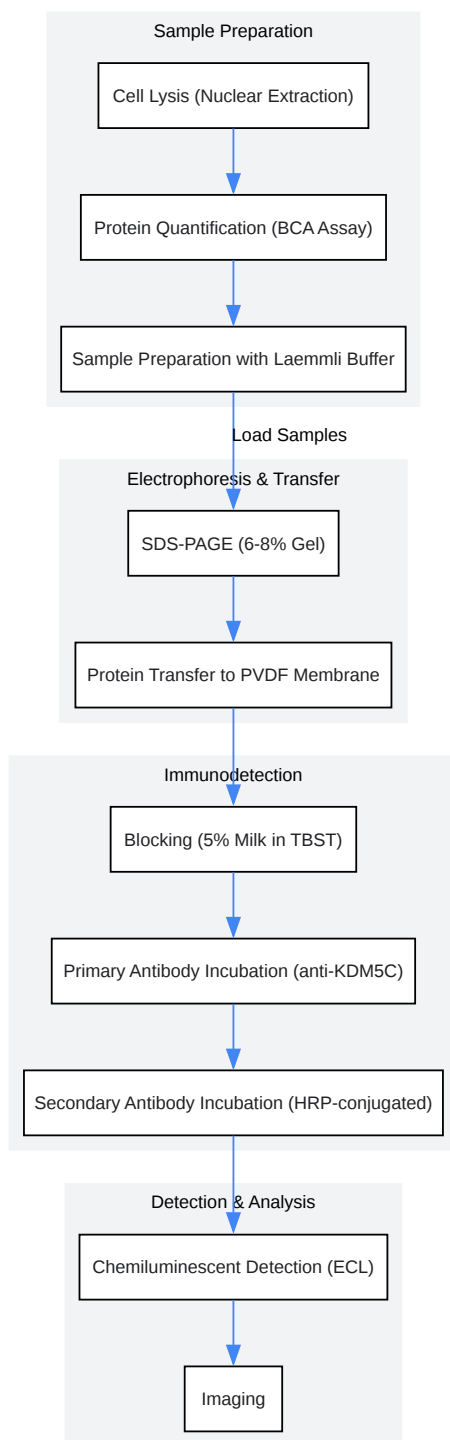 Sample Preparation
Cell Lysis (Nuclear Extraction)
Protein Quantification (BCA Assay)
Sample Preparation with Laemmli Buffer
Load Samples
Electrophoresis & Transfer
SDS-PAGE (6-8% Gel)
Protein Transfer to PVDF Membrane
Immunodetection
Blocking (5% Milk in TBST)
Primary Antibody Incubation (anti-KDM5C)
Secondary Antibody Incubation (HRP-conjugated)
Detection & Analysis
Chemiluminescent Detection (ECL)
Imaging